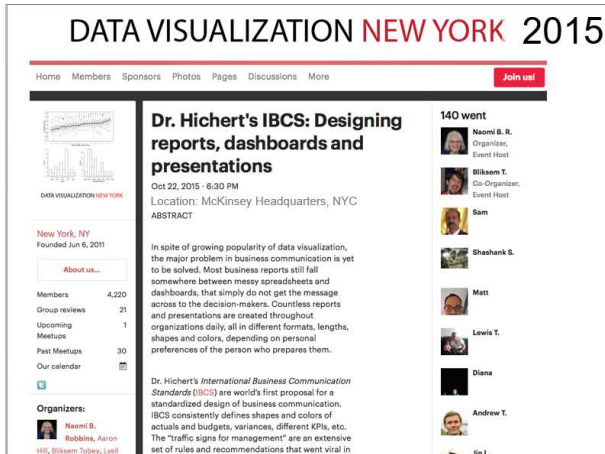 DATA VISUALIZATION NEW YORK 2015
Home Members Sponsors Photos Pages Discussions More
Join us!
DATA VISUALIZATION NEW YORK
New York, NY
Founded Jun 6, 2011
About us...
Members 4,220
Group reviews 21
Upcoming Meetups 1
Past Meetups 30
Our calendar
Organizers:
Naomi B.
Robbins, Aaron
Hill, Bliksem Tobey, Lyell
Dr. Hichert's IBCS: Designing
reports, dashboards and
presentations
Oct 22, 2015 · 6:30 PM
Location: McKinsey Headquarters, NYC
ABSTRACT
In spite of growing popularity of data visualization,
the major problem in business communication is yet
to be solved. Most business reports still fall
somewhere between messy spreadsheets and
dashboards, that simply do not get the message
across to the decision-makers. Countless reports
and presentations are created throughout
organizations daily, all in different formats, lengths,
shapes and colors, depending on personal
preferences of the person who prepares them.
Dr. Hichert's International Business Communication
Standards (IBCS) are world's first proposal for a
standardized design of business communication.
IBCS consistently defines shapes and colors of
actuals and budgets, variances, different KPIs, etc.
The "traffic signs for management" are an extensive
set of rules and recommendations that went viral in
140 went
Naomi B. R.
Organizer,
Event Host
Bliksem T.
Co-Organizer,
Event Host
Sam
Shashank S.
Matt
Lewis T.
Diana
Andrew T.